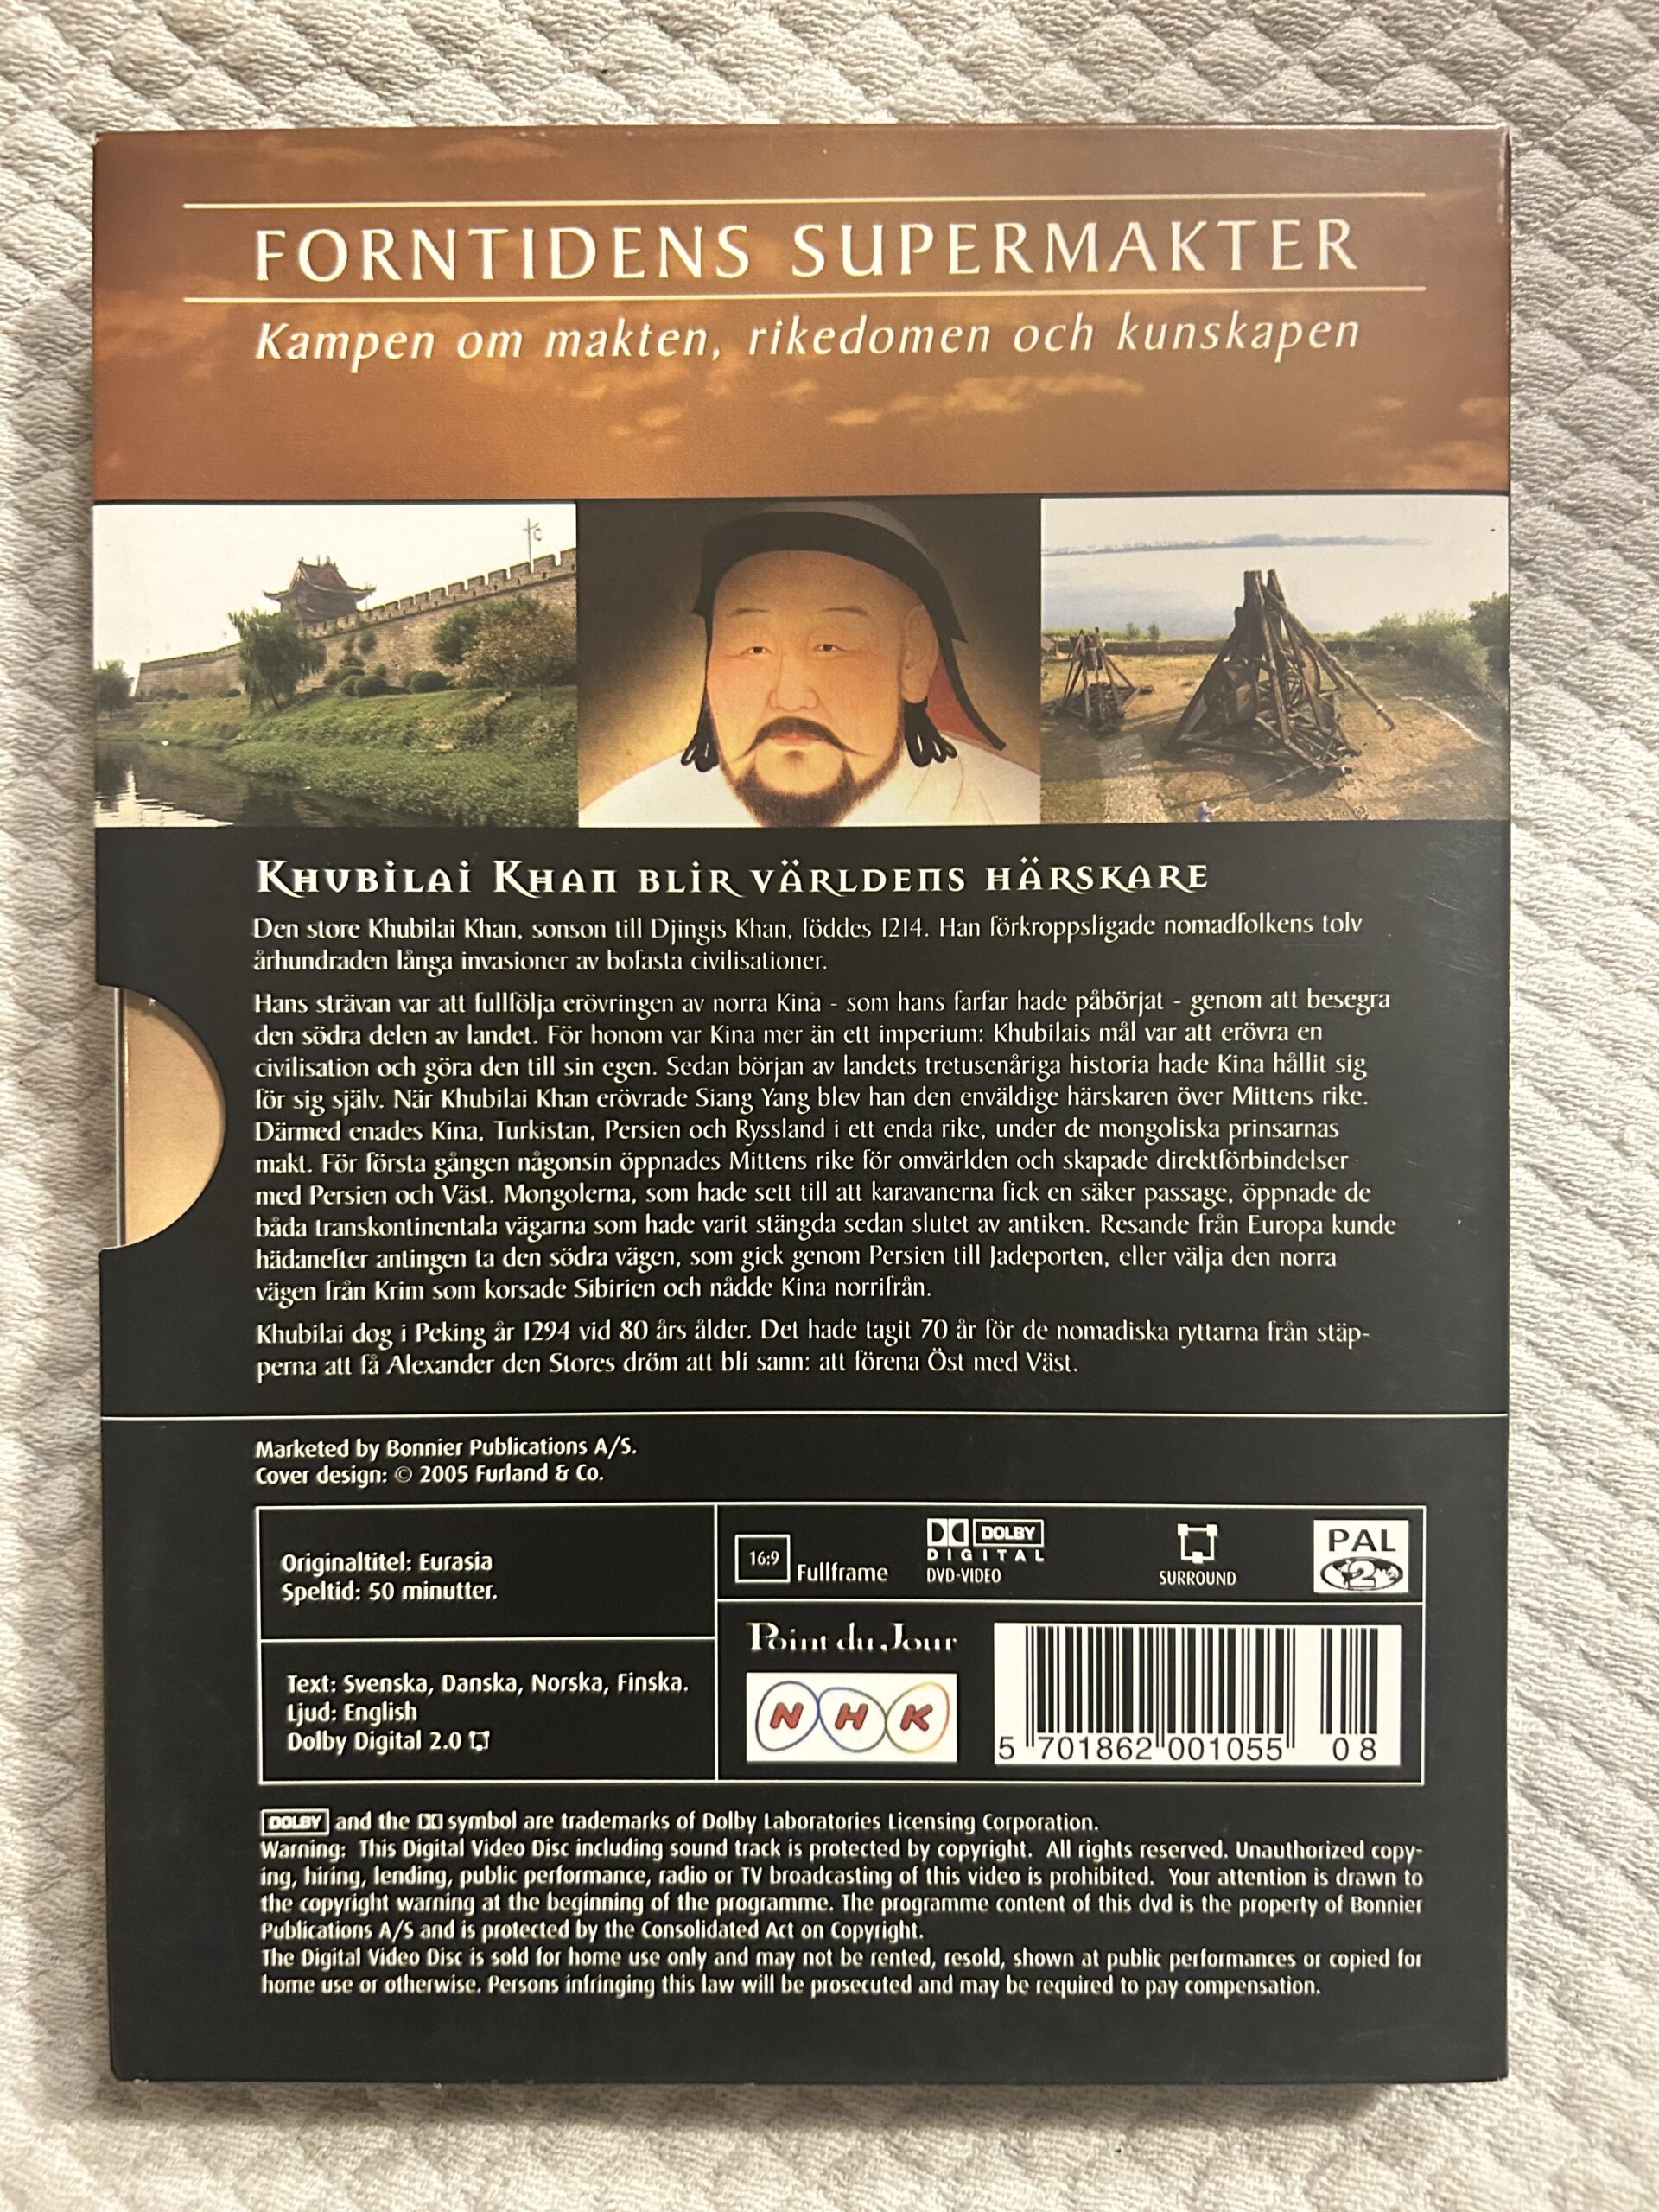 FORNTIDENS SUPERMAKTER
Kampen om makten, rikedomen och kunskapen
Khubilai Khan blir världens härskare
Den store Khubilai Khan, sonson till Djingis Khan, föddes 1214. Han förkroppsligade nomadfolkens tolv
århundraden långa invasioner av bofasta civilisationer.
Hans strävan var att fullfölja erövringen av norra Kina - som hans farfar hade påbörjat - genom att besegra
den södra delen av landet. För honom var Kina mer än ett imperium: Khubilais mål var att erövra en
civilisation och göra den till sin egen. Sedan början av landets tretusenåriga historia hade Kina hållit sig
för sig själv. När Khubilai Khan erövrade Siang Yang blev han den enväldige härskaren över Mittens rike.
Därmed enades Kina, Turkistan, Persien och Ryssland i ett enda rike, under de mongoliska prinsarnas
makt. För första gången någonsin öppnades Mittens rike för omvärlden och skapade direktförbindelser
med Persien och Väst. Mongolerna, som hade sett till att karavanerna fick en säker passage, öppnade de
båda transkontinentala vägarna som hade varit stängda sedan slutet av antiken. Resande från Europa kunde
hädanefter antingen ta den södra vägen, som gick genom Persien till Jadeporten, eller välja den norra
vägen från Krim som korsade Sibirien och nådde Kina norrifrån.
Khubilai dog i Peking år 1294 vid 80 års ålder. Det hade tagit 70 år för de nomadiska ryttarna från stäp-
perna att få Alexander den Stores dröm att bli sann: att förena Öst med Väst.
Marketed by Bonnier Publications A/S.
Cover design: © 2005 Furland & Co.
Originaltitel: Eurasia
Speltid: 50 minutter.
Text: Svenska, Danska, Norska, Finska.
Ljud: English
Dolby Digital 2.0
16:9 Fullframe
DOLBY
DIGITAL
DVD-VIDEO
SURROUND
PAL
2
Point du Jour
NHK
5 701862 001055 08
DOLBY and the symbol are trademarks of Dolby Laboratories Licensing Corporation.
Warning: This Digital Video Disc including sound track is protected by copyright. All rights reserved. Unauthorized copy-
ing, hiring, lending, public performance, radio or TV broadcasting of this video is prohibited. Your attention is drawn to
the copyright warning at the beginning of the programme. The programme content of this dvd is the property of Bonnier
Publications A/S and is protected by the Consolidated Act on Copyright.
The Digital Video Disc is sold for home use only and may not be rented, resold, shown at public performances or copied for
home use or otherwise. Persons infringing this law will be prosecuted and may be required to pay compensation.